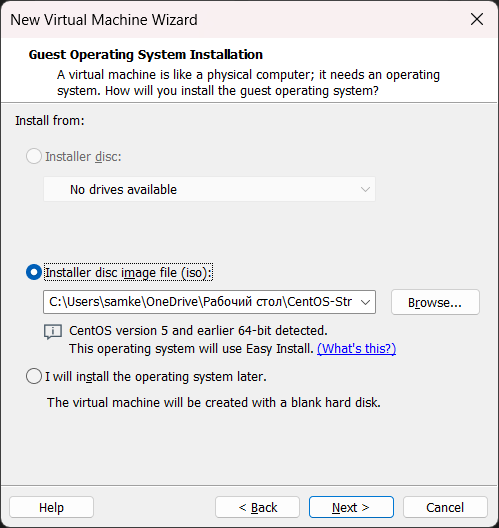 New Virtual Machine Wizard
Guest Operating System Installation
A virtual machine is like a physical computer; it needs an operating
system. How will you install the guest operating system?
Install from:
Installer disc:
No drives available
Installer disc image file (iso):
C:\Users\samke\OneDrive\Рабочий стол\CentOS-Str
Browse...
CentOS version 5 and earlier 64-bit detected.
This operating system will use Easy Install. (What's this?)
I will install the operating system later.
The virtual machine will be created with a blank hard disk.
Help
< Back
Next >
Cancel